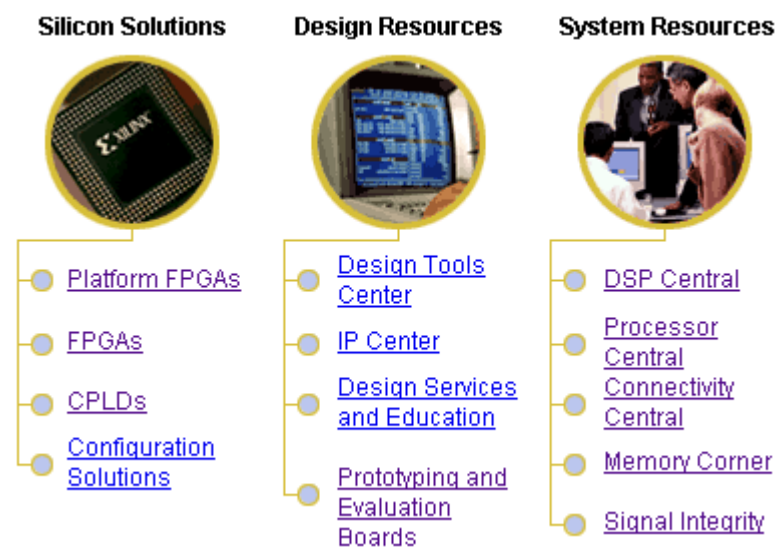 Silicon Solutions
Design Resources
System Resources
XILINX
Platform FPGAs
FPGAs
CPLDs
Configuration
Solutions
Design Tools
Center
IP Center
Design Services
and Education
Prototyping and
Evaluation
Boards
DSP Central
Processor
Central
Connectivity
Central
Memory Corner
Signal Integrity